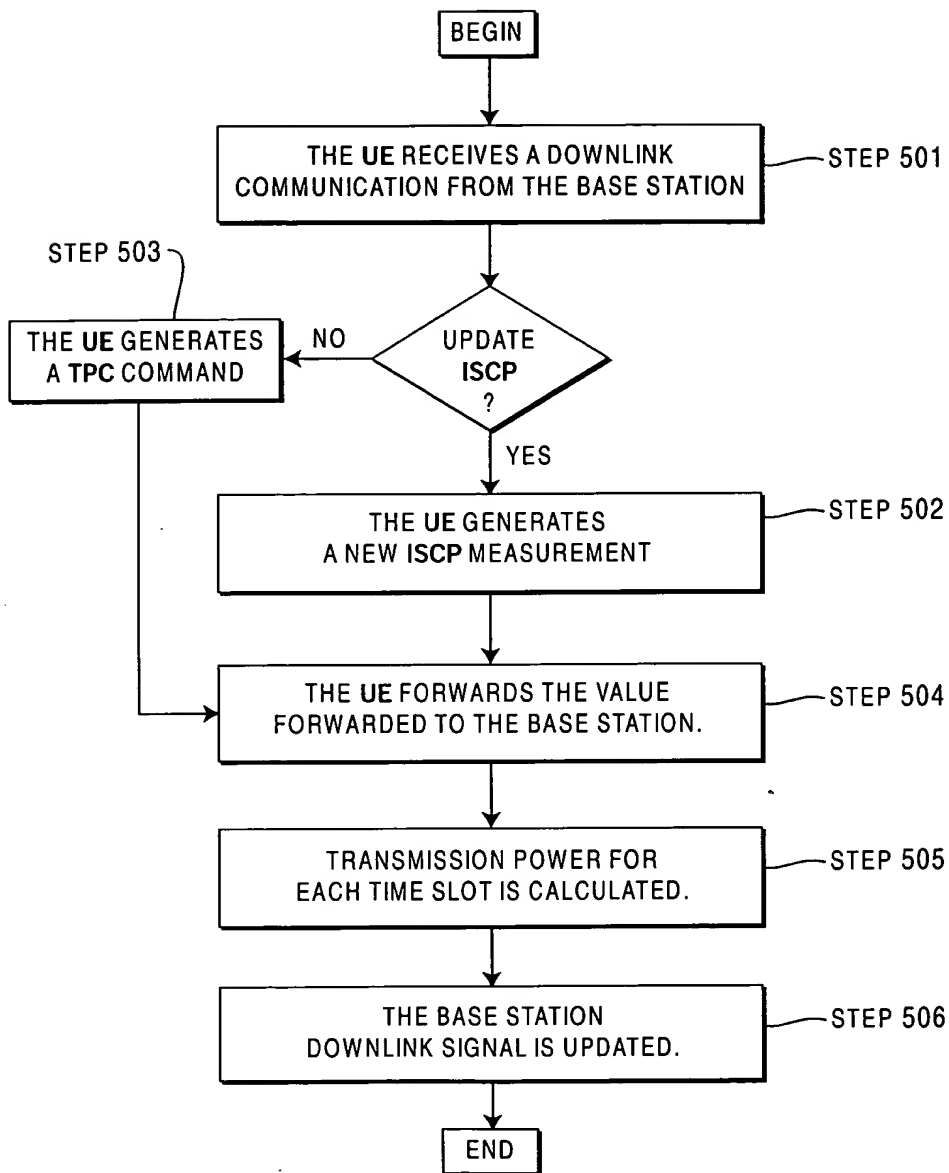 BEGIN
THE UE RECEIVES A DOWNLINK
COMMUNICATION FROM THE BASE STATION
STEP 501
STEP 503
THE UE GENERATES
A TPC COMMAND
NO
UPDATE
ISCP
?
YES
THE UE GENERATES
A NEW ISCP MEASUREMENT
STEP 502
THE UE FORWARDS THE VALUE
FORWARDED TO THE BASE STATION.
STEP 504
TRANSMISSION POWER FOR
EACH TIME SLOT IS CALCULATED.
STEP 505
THE BASE STATION
DOWNLINK SIGNAL IS UPDATED.
STEP 506
END